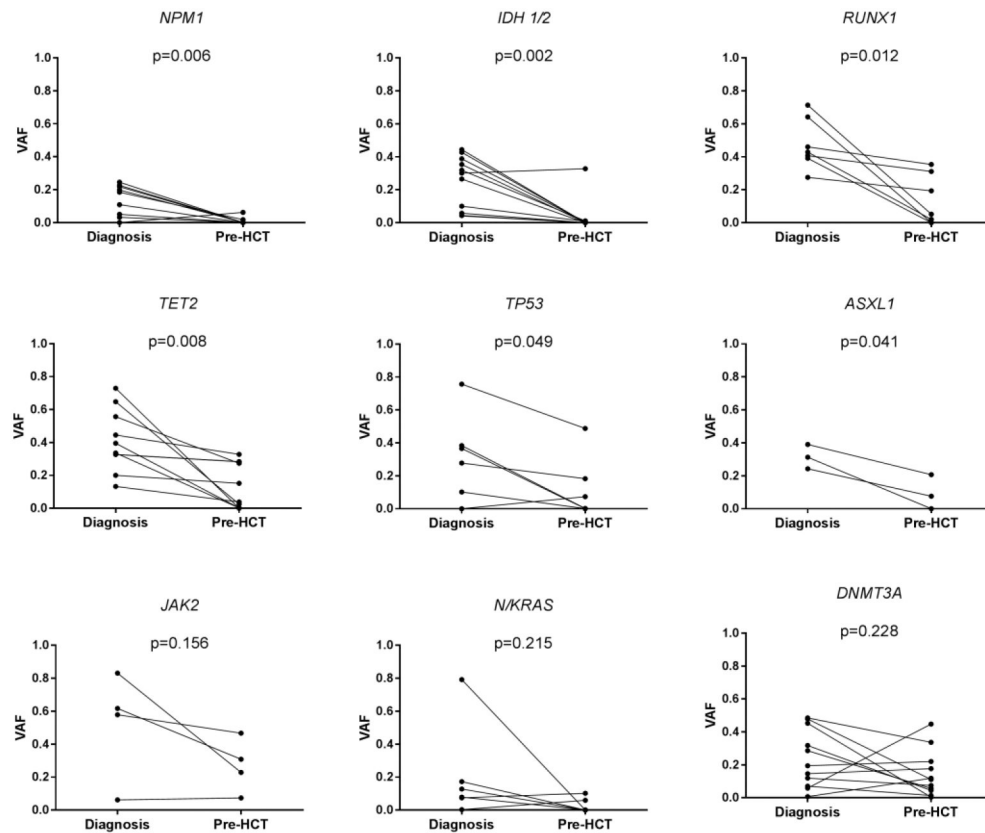 NPM1
p=0.006
1.0
0.8
0.6
0.4
0.2
0.0
VAF
Diagnosis Pre-HCT
IDH 1/2
p=0.002
1.0
0.8
0.6
0.4
0.2
0.0
VAF
Diagnosis Pre-HCT
RUNX1
p=0.012
1.0
0.8
0.6
0.4
0.2
0.0
VAF
Diagnosis Pre-HCT
TET2
p=0.008
1.0
0.8
0.6
0.4
0.2
0.0
VAF
Diagnosis Pre-HCT
TP53
p=0.049
1.0
0.8
0.6
0.4
0.2
0.0
VAF
Diagnosis Pre-HCT
ASXL1
p=0.041
1.0
0.8
0.6
0.4
0.2
0.0
VAF
Diagnosis Pre-HCT
JAK2
p=0.156
1.0
0.8
0.6
0.4
0.2
0.0
VAF
Diagnosis Pre-HCT
N/KRAS
p=0.215
1.0
0.8
0.6
0.4
0.2
0.0
VAF
Diagnosis Pre-HCT
DNMT3A
p=0.228
1.0
0.8
0.6
0.4
0.2
0.0
VAF
Diagnosis Pre-HCT